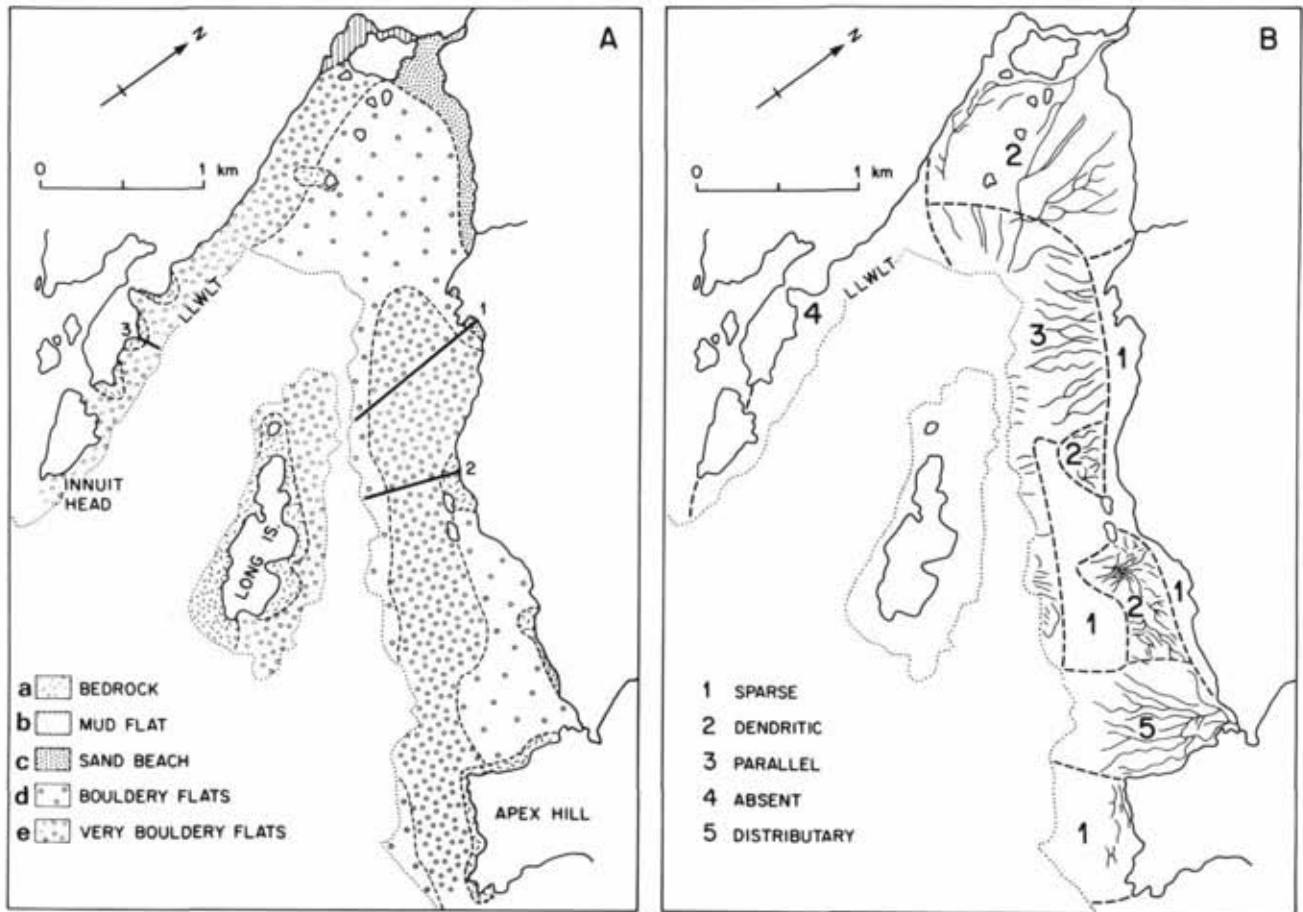 A
N
0 1 km
1
3
LLWLT
2
INNUIT
HEAD
LONG IS.
a BEDROCK
b MUD FLAT
c SAND BEACH
d BOULDERY FLATS
e VERY BOULDERY FLATS
APEX HILL
B
N
0 1 km
2
LLWLT
4
3
1
2
1
2
1
5
1
1 SPARSE
2 DENDRITIC
3 PARALLEL
4 ABSENT
5 DISTRIBUTARY